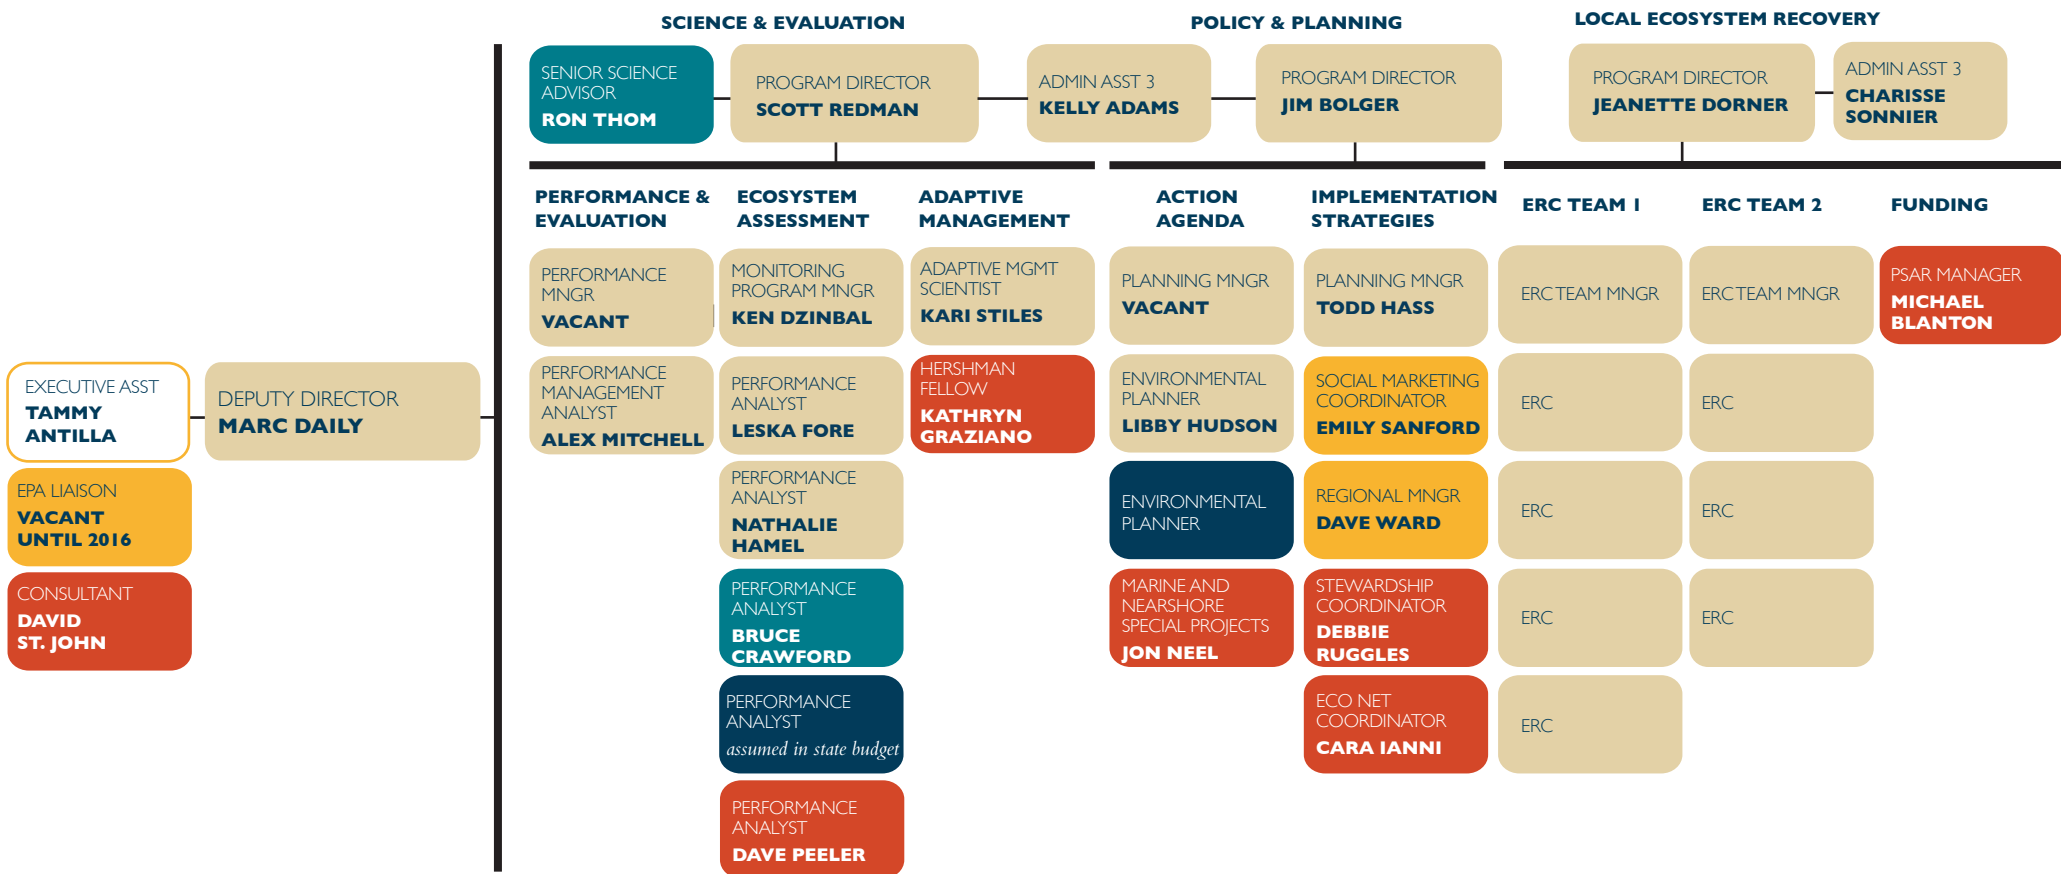 SCIENCE & EVALUATION
POLICY & PLANNING
LOCAL ECOSYSTEM RECOVERY
SENIOR SCIENCE
ADVISOR
RON THOM
PROGRAM DIRECTOR
SCOTT REDMAN
ADMIN ASST 3
KELLY ADAMS
PROGRAM DIRECTOR
JIM BOLGER
PROGRAM DIRECTOR
JEANETTE DORNER
ADMIN ASST 3
CHARISSE
SONNIER
EXECUTIVE ASST
TAMMY
ANTILLA
DEPUTY DIRECTOR
MARC DAILY
EPA LIAISON
VACANT
UNTIL 2016
CONSULTANT
DAVID
ST. JOHN
PERFORMANCE &
EVALUATION
PERFORMANCE
MNGR
VACANT
PERFORMANCE
MANAGEMENT
ANALYST
ALEX MITCHELL
ECOSYSTEM
ASSESSMENT
MONITORING
PROGRAM MNGR
KEN DZINBAL
PERFORMANCE
ANALYST
LESKA FORE
PERFORMANCE
ANALYST
NATHALIE
HAMEL
PERFORMANCE
ANALYST
BRUCE
CRAWFORD
PERFORMANCE
ANALYST
assumed in state budget
PERFORMANCE
ANALYST
DAVE PEELER
ADAPTIVE
MANAGEMENT
ADAPTIVE MGMT
SCIENTIST
KARI STILES
HERSHMAN
FELLOW
KATHRYN
GRAZIANO
ACTION
AGENDA
PLANNING MNGR
VACANT
ENVIRONMENTAL
PLANNER
LIBBY HUDSON
ENVIRONMENTAL
PLANNER
MARINE AND
NEARSHORE
SPECIAL PROJECTS
JON NEEL
IMPLEMENTATION
STRATEGIES
PLANNING MNGR
TODD HASS
SOCIAL MARKETING
COORDINATOR
EMILY SANFORD
REGIONAL MNGR
DAVE WARD
STEWARDSHIP
COORDINATOR
DEBBIE
RUGGLES
ECO NET
COORDINATOR
CARA IANNI
ERC TEAM 1
ERC TEAM MNGR
ERC
ERC
ERC
ERC
ERC TEAM 2
ERC TEAM MNGR
ERC
ERC
ERC
FUNDING
PSAR MANAGER
MICHAEL
BLANTON